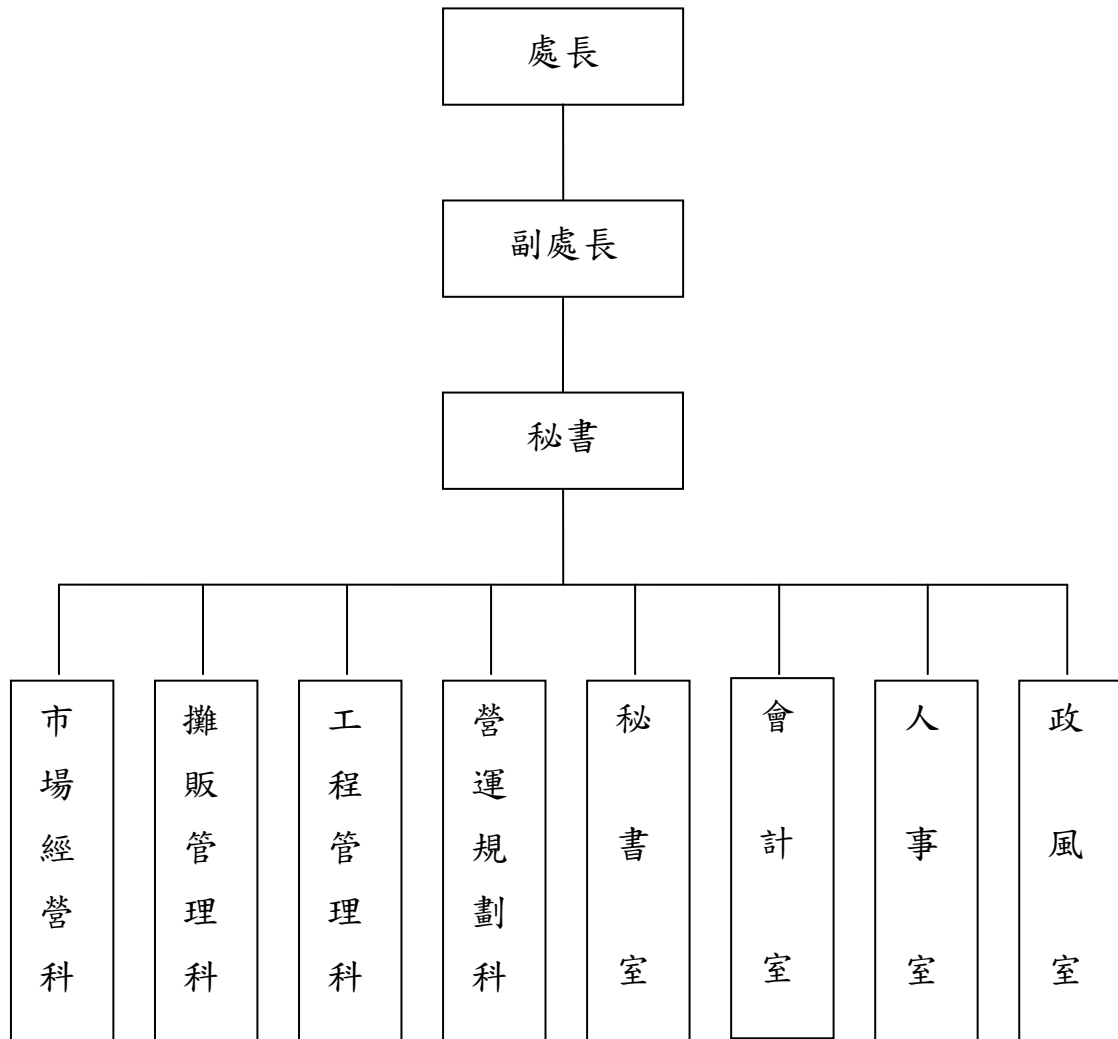 處長
副處長
秘書
市場經營科
攤販管理科
工程管理科
營運規劃科
秘書室
會計室
人事室
政風室